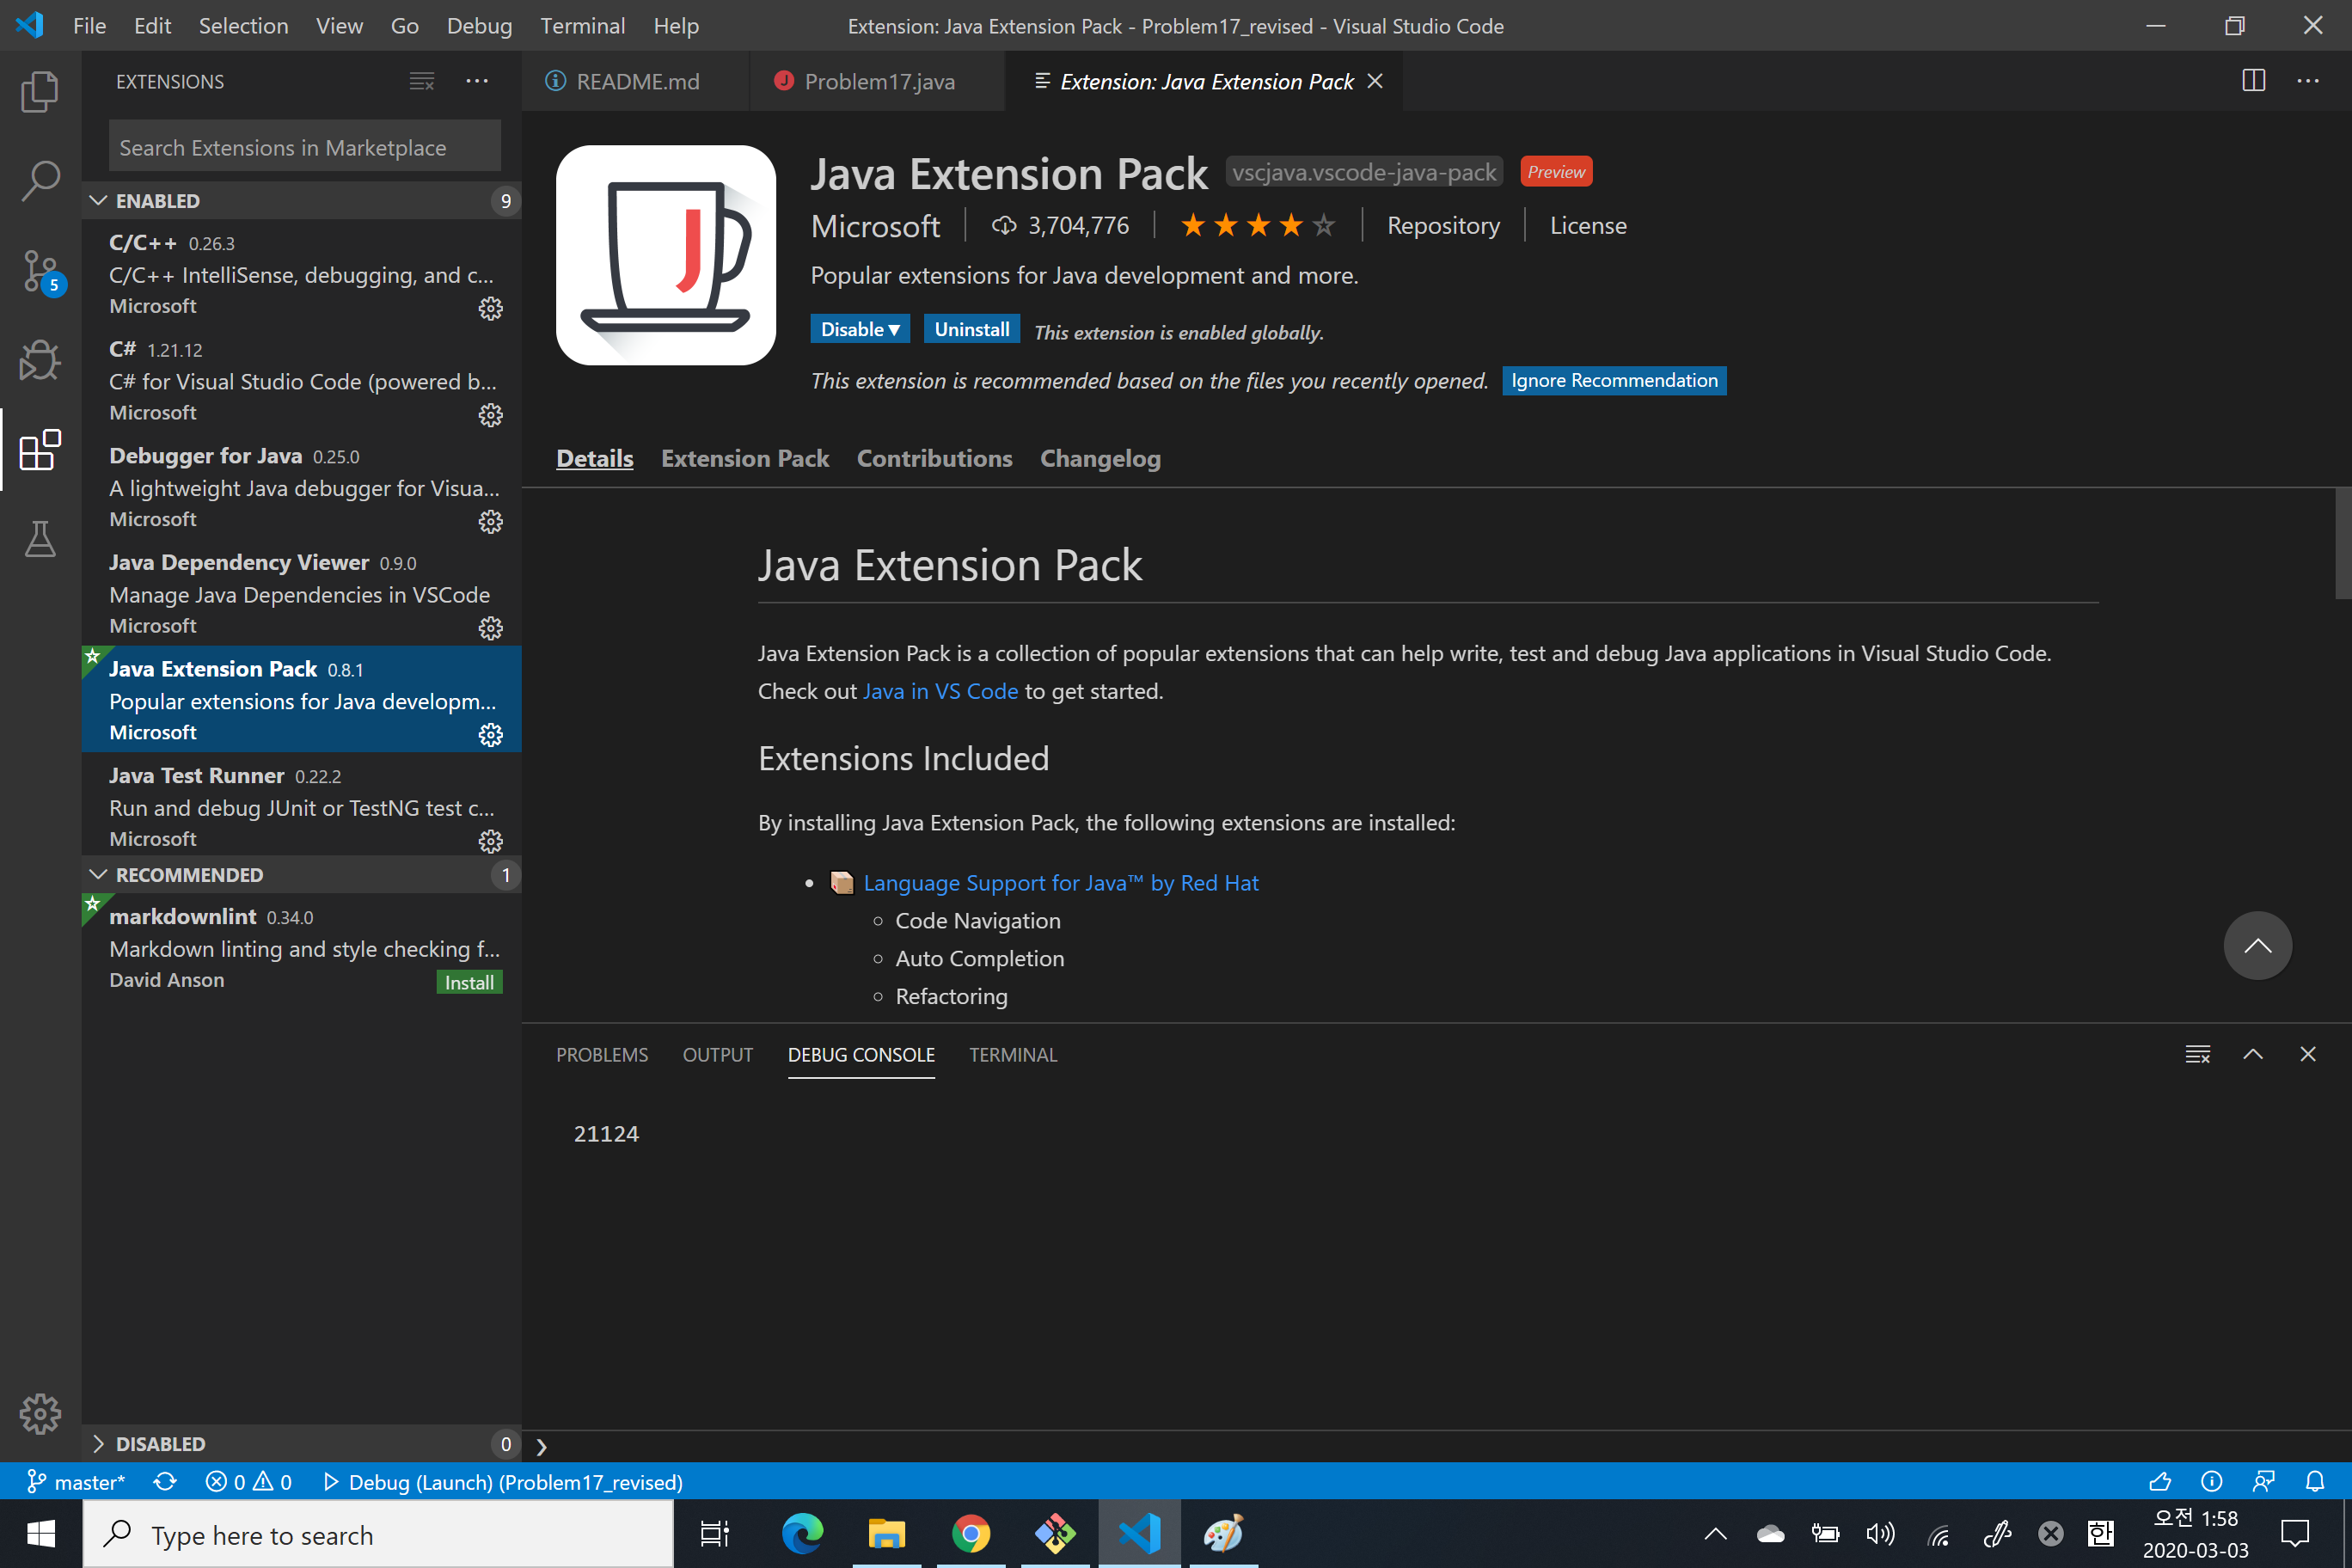 File Edit Selection View Go Debug Terminal Help
Extension: Java Extension Pack - Problem17_revised - Visual Studio Code
EXTENSIONS
Search Extensions in Marketplace
ENABLED 9
C/C++ 0.26.3
C/C++ IntelliSense, debugging, and c...
Microsoft
C# 1.21.12
C# for Visual Studio Code (powered b...
Microsoft
Debugger for Java 0.25.0
A lightweight Java debugger for Visua...
Microsoft
Java Dependency Viewer 0.9.0
Manage Java Dependencies in VSCode
Microsoft
Java Extension Pack 0.8.1
Popular extensions for Java developm...
Microsoft
Java Test Runner 0.22.2
Run and debug JUnit or TestNG test c...
Microsoft
RECOMMENDED 1
markdownlint 0.34.0
Markdown linting and style checking f...
David Anson Install
DISABLED 0
5
README.md Problem17.java Extension: Java Extension Pack
J
Java Extension Pack vscjava.vscode-java-pack Preview
Microsoft 3,704,776 Repository License
Popular extensions for Java development and more.
Disable Uninstall This extension is enabled globally.
This extension is recommended based on the files you recently opened. Ignore Recommendation
Details Extension Pack Contributions Changelog
Java Extension Pack
Java Extension Pack is a collection of popular extensions that can help write, test and debug Java applications in Visual Studio Code.
Check out Java in VS Code to get started.
Extensions Included
By installing Java Extension Pack, the following extensions are installed:
Language Support for Java™ by Red Hat
Code Navigation
Auto Completion
Refactoring
PROBLEMS OUTPUT DEBUG CONSOLE TERMINAL
21124
master* 0 0 Debug (Launch) (Problem17_revised)
Type here to search
한
오전 1:58
2020-03-03